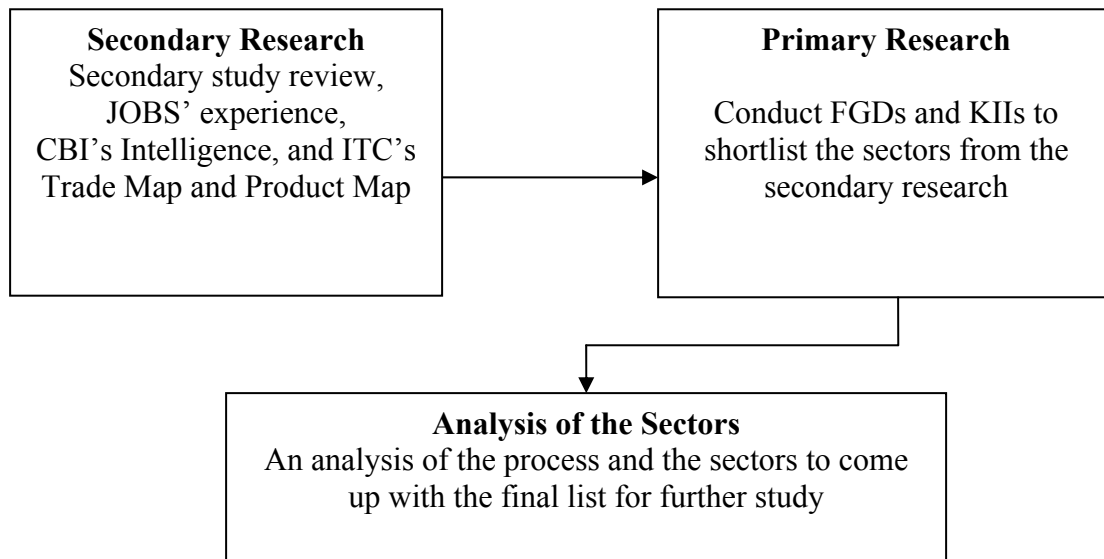 Secondary Research
Secondary study review,
JOBS’ experience,
CBI’s Intelligence, and ITC’s
Trade Map and Product Map
Primary Research
Conduct FGDs and KIIs to
shortlist the sectors from the
secondary research
Analysis of the Sectors
An analysis of the process and the sectors to come
up with the final list for further study